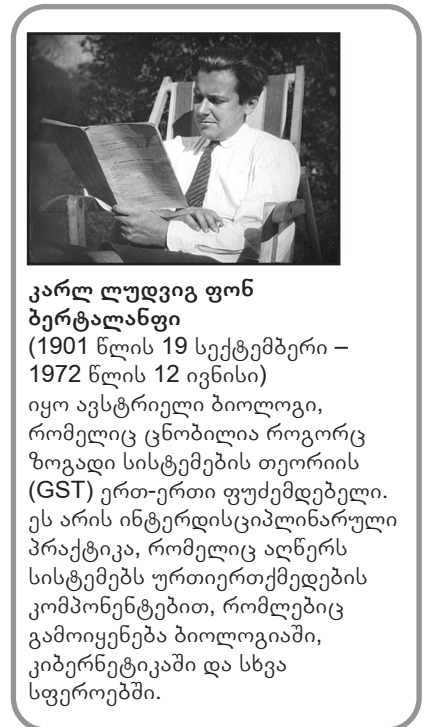 კარლ ლუდვიგ ფონ
ბერტალანფი
(1901 წლის 19 სექტემბერი –
1972 წლის 12 ივნისი)
იყო ავსტრიელი ბიოლოგი,
რომელიც ცნობილია როგორც
ზოგადი სისტემების თეორიის
(GST) ერთ-ერთი ფუძემდებელი.
ეს არის ინტერდისციპლინარული
პრაქტიკა, რომელიც აღწერს
სისტემებს ურთიერთქმედების
კომპონენტებით, რომლებიც
გამოიყენება ბიოლოგიაში,
კიბერნეტიკაში და სხვა
სფეროებში.